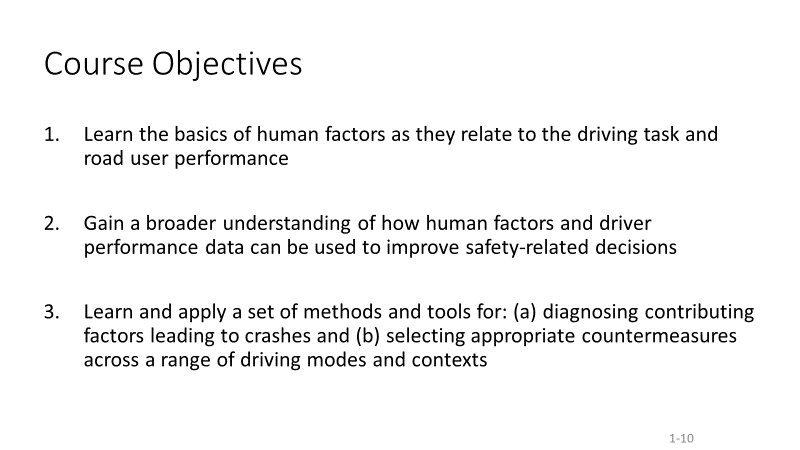 Course Objectives
1. Learn the basics of human factors as they relate to the driving task and
road user performance
2. Gain a broader understanding of how human factors and driver
performance data can be used to improve safety-related decisions
3. Learn and apply a set of methods and tools for: (a) diagnosing contributing
factors leading to crashes and (b) selecting appropriate countermeasures
across a range of driving modes and contexts
1-10